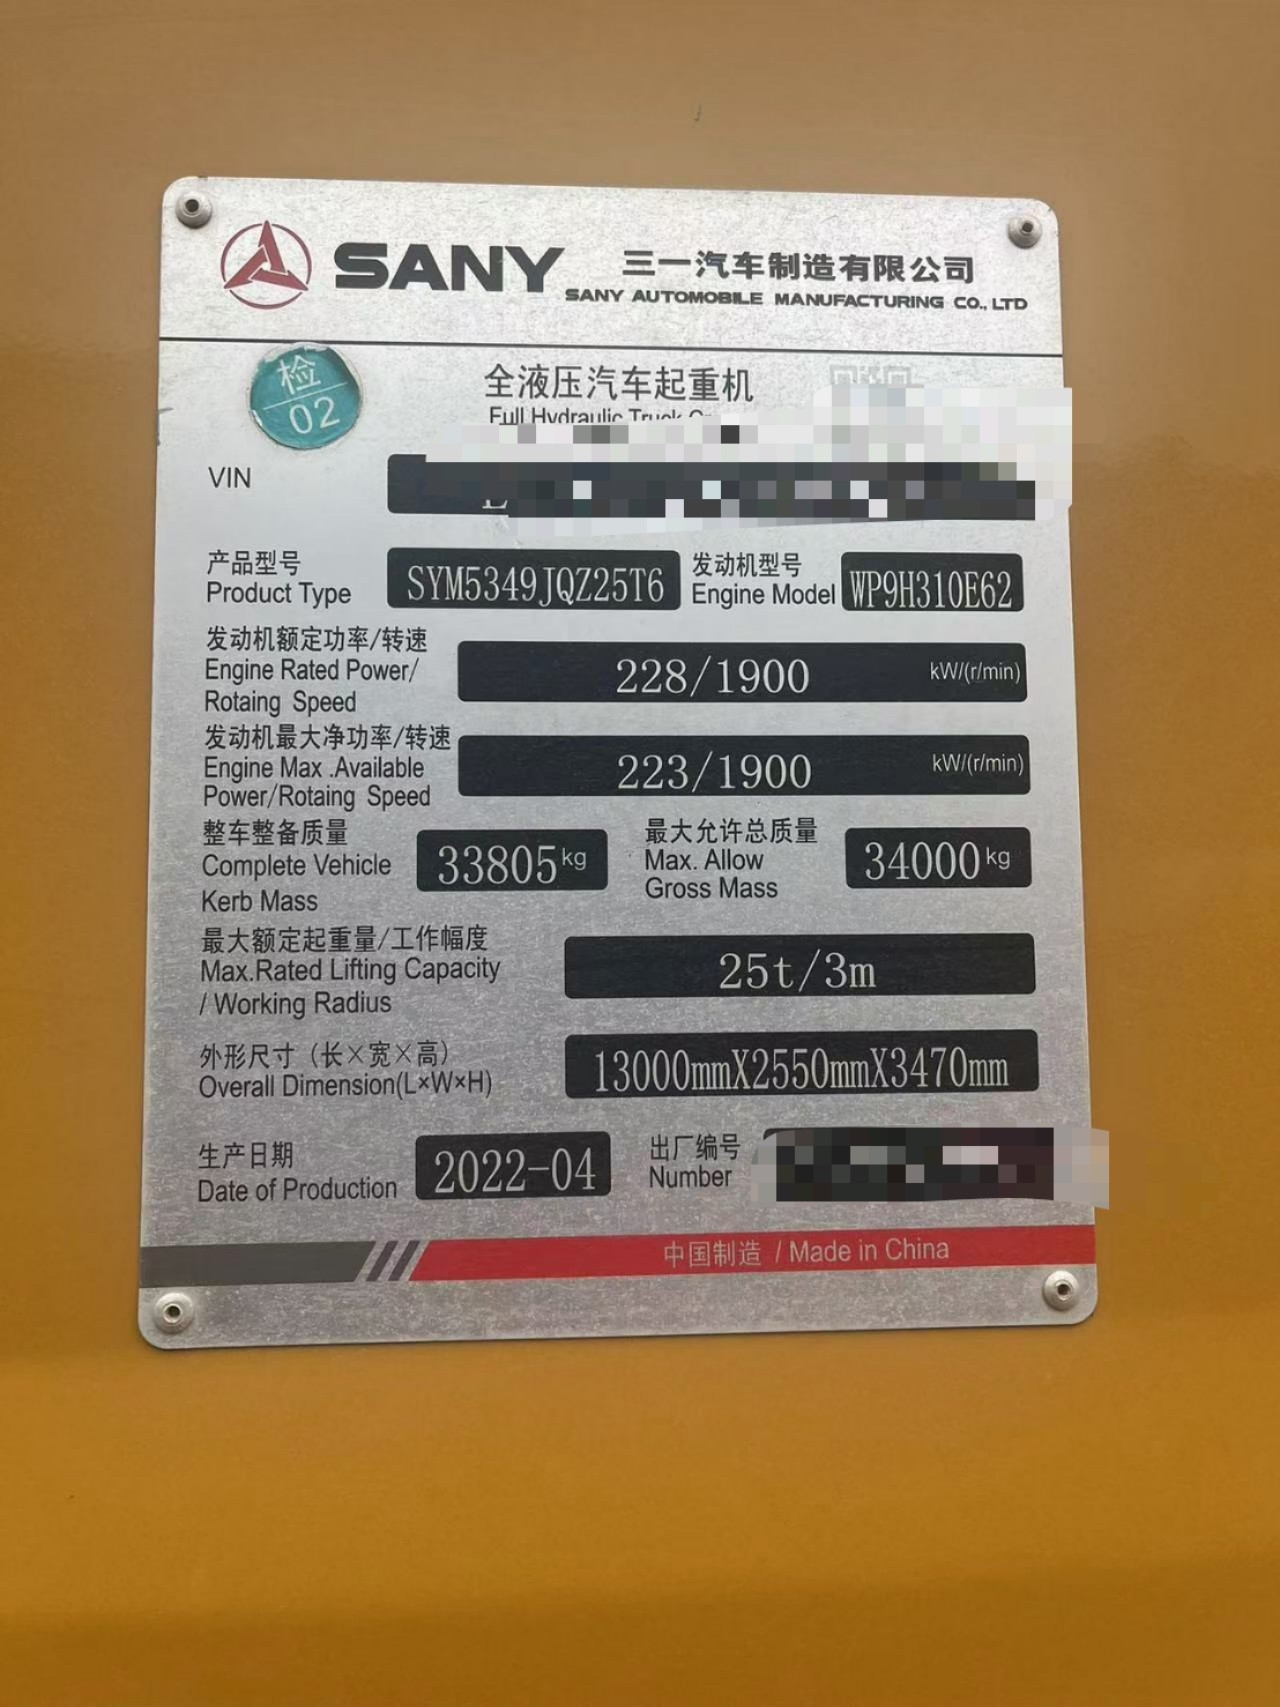 SANY 三一汽车制造有限公司
SANY AUTOMOBILE MANUFACTURING CO., LTD
检
02
全液压汽车起重机
Full Hydraulic Truck
VIN
产品型号
Product Type
SYM5349JQZ25T6
发动机型号
Engine Model
WP9H310E62
发动机额定功率/转速
Engine Rated Power/
Rotaing Speed
228/1900 kW/(r/min)
发动机最大净功率/转速
Engine Max .Available
Power/Rotaing Speed
223/1900 kW/(r/min)
整车整备质量
Complete Vehicle
Kerb Mass
33805 kg
最大允许总质量
Max. Allow
Gross Mass
34000 kg
最大额定起重量/工作幅度
Max.Rated Lifting Capacity
/ Working Radius
25t/3m
外形尺寸（长×宽×高）
Overall Dimension(L×W×H)
13000mmX2550mmX3470mm
生产日期
Date of Production
2022-04
出厂编号
Number
中国制造 / Made in China